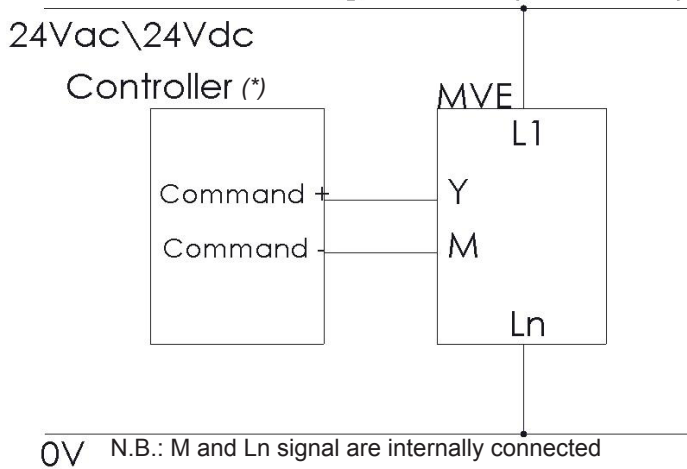 24Vac\24Vdc
Controller (*)
MVE
L1
Command +
Y
Command -
M
Ln
0V
N.B.: M and Ln signal are internally connected